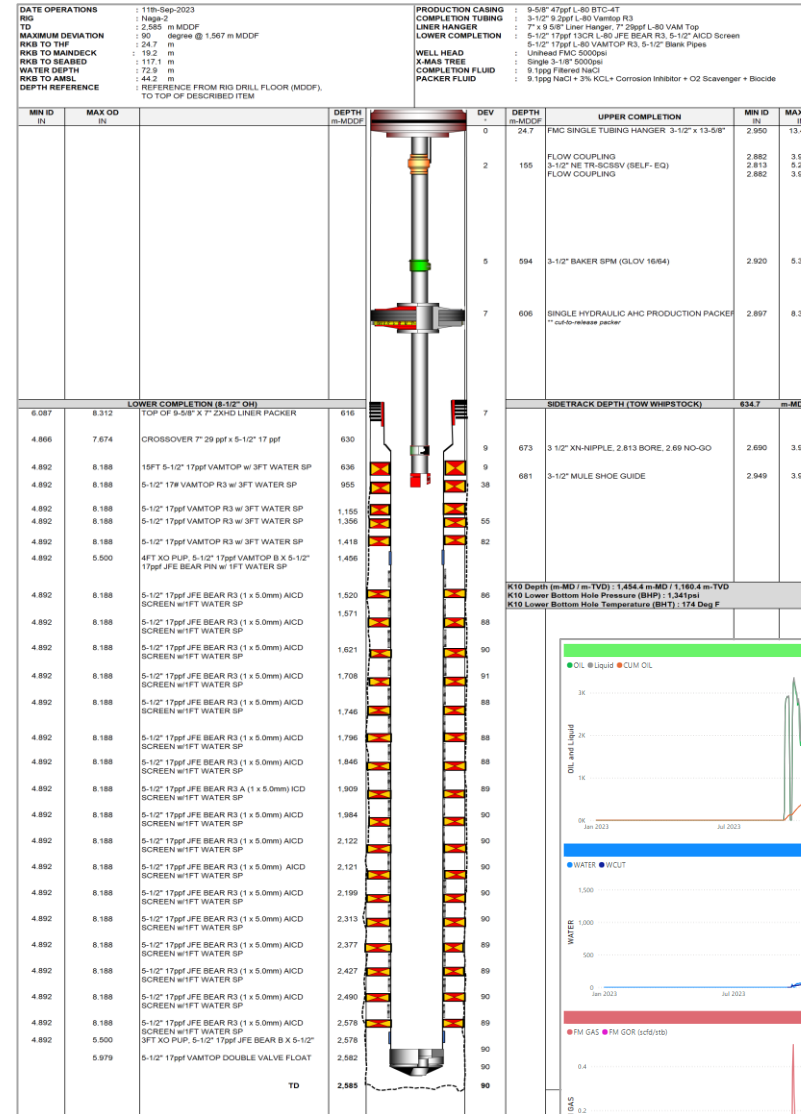 DATE OPERATIONS : 11th-Sep-2023
RIG : Naga-2
TD : 2,585 m MDDF
MAXIMUM DEVIATION : 90 degree @ 1,567 m MDDF
RKB TO THF : 24.7 m
RKB TO MAINDECK : 19.2 m
RKB TO SEABED : 117.1 m
WATER DEPTH : 72.9 m
RKB TO AMSL : 44.2 m
DEPTH REFERENCE : REFERENCE FROM RIG DRILL FLOOR (MDDF),
TO TOP OF DESCRIBED ITEM
PRODUCTION CASING : 9-5/8" 47ppf L-80 BTC-4T
COMPLETION TUBING : 3-1/2" 9.2ppf L-80 Vamtop R3
LINER HANGER : 7" x 9 5/8" Liner Hanger, 7" 29ppf L-80 VAM Top
LOWER COMPLETION : 5-1/2" 17ppf 13CR L-80 JFE BEAR R3, 5-1/2" AICD Screen
5-1/2" 17ppf L-80 VAMTOP R3, 5-1/2" Blank Pipes
WELL HEAD : Unihead FMC 5000psi
X-MAS TREE : Single 3-1/8" 5000psi
COMPLETION FLUID : 9.1ppg Filtered NaCl
PACKER FLUID : 9.1ppg NaCl + 3% KCL+ Corrosion Inhibitor + O2 Scavenger + Biocide
MIN ID IN MAX OD IN DEPTH m-MDDF DEV ° DEPTH m-MDDF UPPER COMPLETION MIN ID IN
0 24.7 FMC SINGLE TUBING HANGER 3-1/2" x 13-5/8" 2.950 13.4
FLOW COUPLING 2.882 3.9
2 155 3-1/2" NE TR-SCSSV (SELF- EQ) 2.813 5.2
FLOW COUPLING 2.882 3.9
5 594 3-1/2" BAKER SPM (GLOV 16/64) 2.920 5.3
7 606 SINGLE HYDRAULIC AHC PRODUCTION PACKER 2.897 8.3
** cut-to-release packer
LOWER COMPLETION (8-1/2" OH)
SIDETRACK DEPTH (TOW WHIPSTOCK) 634.7 m-MD
6.087 8.312 TOP OF 9-5/8" X 7" ZXHD LINER PACKER 616 7
4.866 7.674 CROSSOVER 7" 29 ppf x 5-1/2" 17 ppf 630
9 673 3 1/2" XN-NIPPLE, 2.813 BORE, 2.69 NO-GO 2.690 3.9
4.892 8.188 15FT 5-1/2" 17ppf VAMTOP w/ 3FT WATER SP 636 9
681 3-1/2" MULE SHOE GUIDE 2.949 3.9
4.892 8.188 5-1/2" 17# VAMTOP R3 w/ 3FT WATER SP 955 38
4.892 8.188 5-1/2" 17ppf VAMTOP R3 w/ 3FT WATER SP 1,155
4.892 8.188 5-1/2" 17ppf VAMTOP R3 w/ 3FT WATER SP 1,356 55
4.892 8.188 5-1/2" 17ppf VAMTOP R3 w/ 3FT WATER SP 1,418 82
4.892 5.500 4FT XO PUP, 5-1/2" 17ppf VAMTOP B X 5-1/2" 1,456
17ppf JFE BEAR PIN w/ 1FT WATER SP
K10 Depth (m-MD / m-TVD) : 1,454.4 m-MD / 1,160.4 m-TVD
K10 Lower Bottom Hole Pressure (BHP) : 1,341psi
K10 Lower Bottom Hole Temperature (BHT) : 174 Deg F
4.892 8.188 5-1/2" 17ppf JFE BEAR R3 (1 x 5.0mm) AICD 1,520 86
SCREEN w/1FT WATER SP
1,571
4.892 8.188 5-1/2" 17ppf JFE BEAR R3 (1 x 5.0mm) AICD 88
SCREEN w/1FT WATER SP
4.892 8.188 5-1/2" 17ppf JFE BEAR R3 (1 x 5.0mm) AICD 1,621 90
SCREEN w/1FT WATER SP
4.892 8.188 5-1/2" 17ppf JFE BEAR R3 (1 x 5.0mm) AICD 1,708 91
SCREEN w/1FT WATER SP
4.892 8.188 5-1/2" 17ppf JFE BEAR R3 (1 x 5.0mm) AICD 88
SCREEN w/1FT WATER SP 1,746
4.892 8.188 5-1/2" 17ppf JFE BEAR R3 (1 x 5.0mm) AICD 1,796 88
SCREEN w/1FT WATER SP
4.892 8.188 5-1/2" 17ppf JFE BEAR R3 (1 x 5.0mm) AICD 1,846 88
SCREEN w/1FT WATER SP
4.892 8.188 5-1/2" 17ppf JFE BEAR R3 A (1 x 5.0mm) ICD 1,909 89
SCREEN w/1FT WATER SP
4.892 8.188 5-1/2" 17ppf JFE BEAR R3 (1 x 5.0mm) AICD 1,984 90
SCREEN w/1FT WATER SP
4.892 8.188 5-1/2" 17ppf JFE BEAR R3 (1 x 5.0mm) AICD 2,122 90
SCREEN w/1FT WATER SP
4.892 8.188 5-1/2" 17ppf JFE BEAR R3 (1 x 5.0mm) AICD 2,121 90
SCREEN w/1FT WATER SP
4.892 8.188 5-1/2" 17ppf JFE BEAR R3 (1 x 5.0mm) AICD 2,199 90
SCREEN w/1FT WATER SP
4.892 8.188 5-1/2" 17ppf JFE BEAR R3 (1 x 5.0mm) AICD 2,313 90
SCREEN w/1FT WATER SP
4.892 8.188 5-1/2" 17ppf JFE BEAR R3 (1 x 5.0mm) AICD 2,377 89
SCREEN w/1FT WATER SP
4.892 8.188 5-1/2" 17ppf JFE BEAR R3 (1 x 5.0mm) AICD 2,427 89
SCREEN w/1FT WATER SP
4.892 8.188 5-1/2" 17ppf JFE BEAR R3 (1 x 5.0mm) AICD 2,490 90
SCREEN w/1FT WATER SP
4.892 8.188 5-1/2" 17ppf JFE BEAR R3 (1 x 5.0mm) AICD 2,578 89
SCREEN w/1FT WATER SP
4.892 5.500 3FT XO PUP, 5-1/2" 17ppf JFE BEAR B X 5-1/2" 2,578
90
5.979 5-1/2" 17ppf VAMTOP DOUBLE VALVE FLOAT 2,582
90
TD 2,585 90
OIL Liquid CUM OIL
OIL and Liquid
3K
2K
1K
0K
Jan 2023 Jul 2023
WATER WCUT
WATER
1,500
1,000
500
0
Jan 2023 Jul 2023
FM GAS FM GOR (scfd/stb)
0.4
0.2
GAS